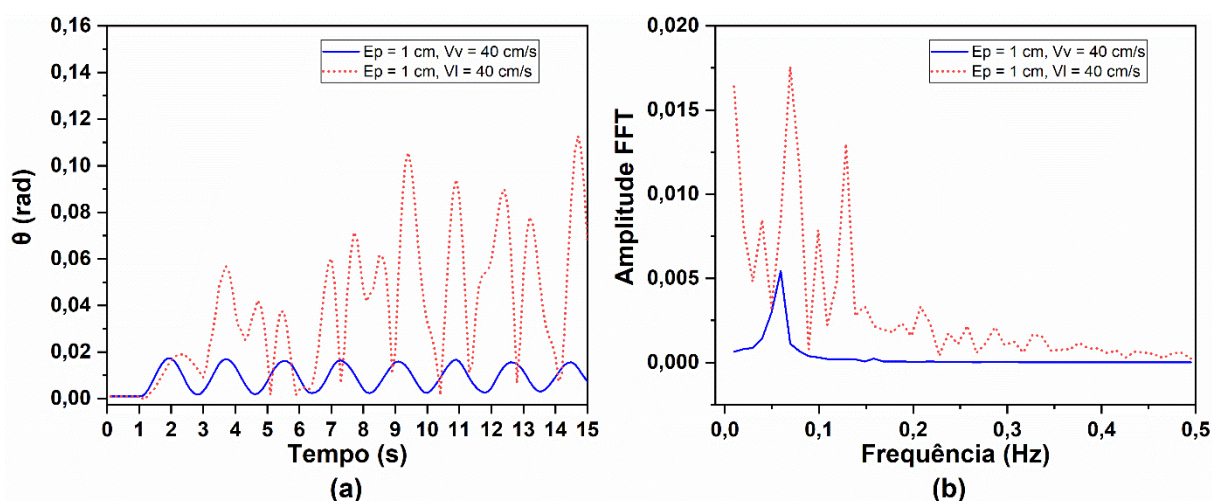 0,16
0,14
0,12
0,10
0,08
0,06
0,04
0,02
0,00
θ (rad)
Ep = 1 cm, Vv = 40 cm/s
Ep = 1 cm, Vl = 40 cm/s
0 1 2 3 4 5 6 7 8 9 10 11 12 13 14 15
Tempo (s)
(a)
0,020
0,015
0,010
0,005
0,000
Amplitude FFT
Ep = 1 cm, Vv = 40 cm/s
Ep = 1 cm, Vl = 40 cm/s
0,0 0,1 0,2 0,3 0,4 0,5
Frequência (Hz)
(b)